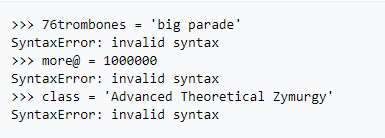 >>> 76trombones = 'big parade'
SyntaxError: invalid syntax
>>> more@ = 1000000
SyntaxError: invalid syntax
>>> class = 'Advanced Theoretical Zymurgy'
SyntaxError: invalid syntax